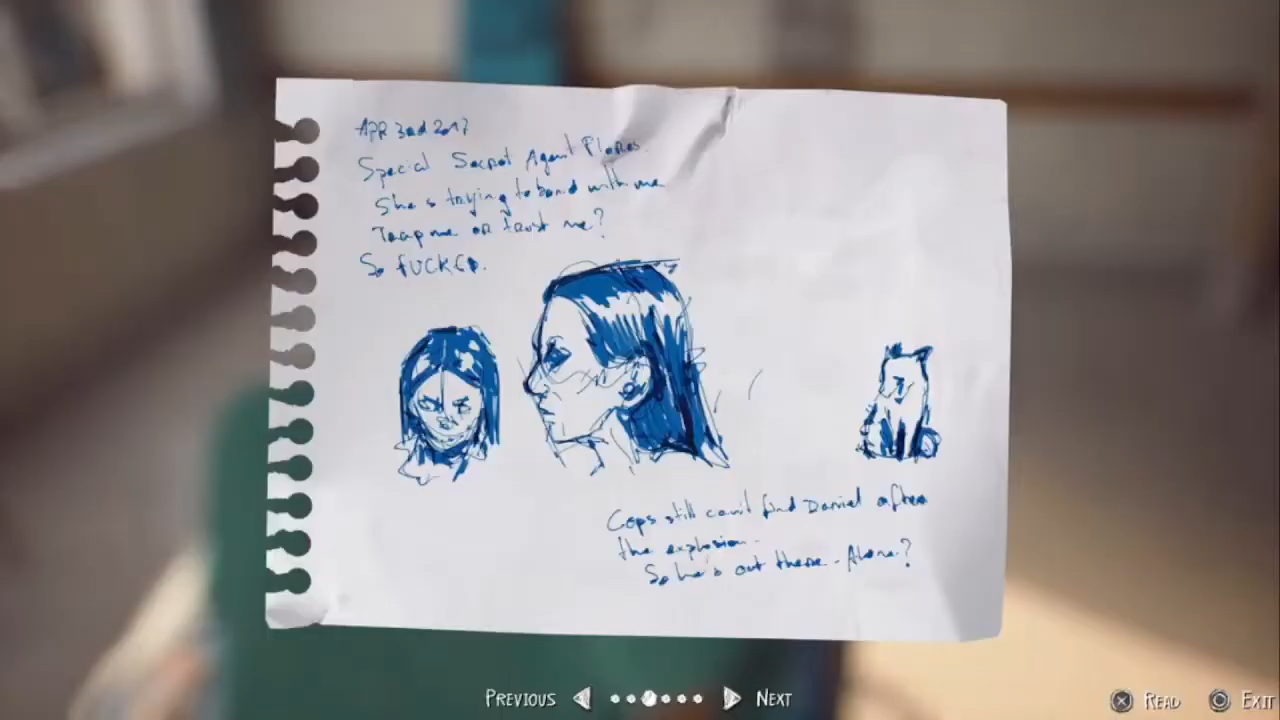 APR 3rd 2017
Special Secret Agent Flores.
She's trying to bond with me
Trap me or trust me?
So FUCKED.
Cops still can't find Daniel after
the explosion.
So he's out there. Alone?
PREVIOUS
NEXT
READ
EXIT